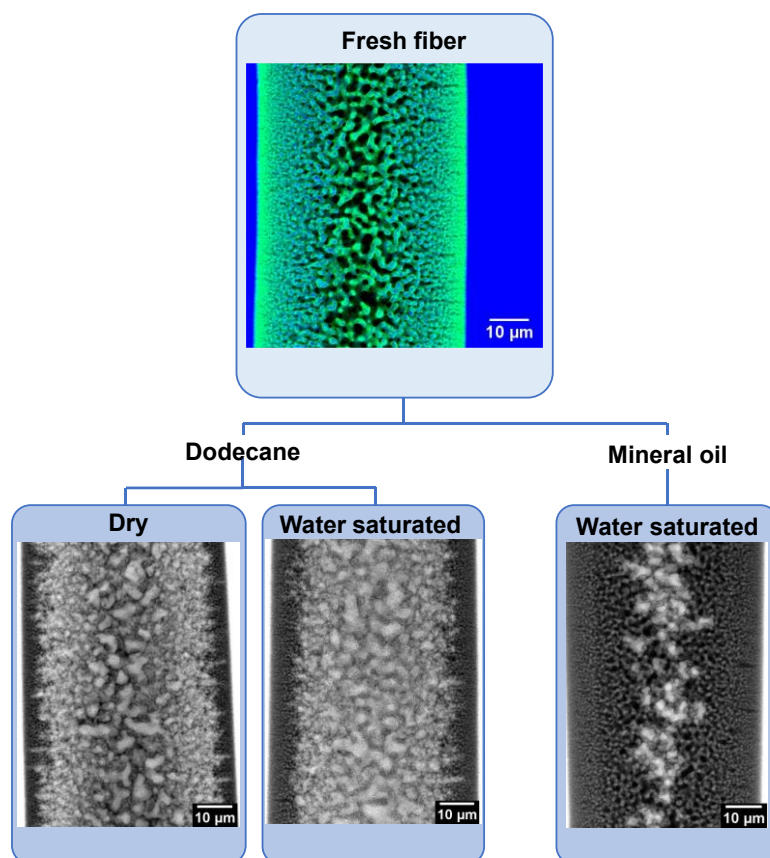 Fresh fiber
10 µm
Dodecane
Mineral oil
Dry
Water saturated
Water saturated
10 µm
10 µm
10 µm